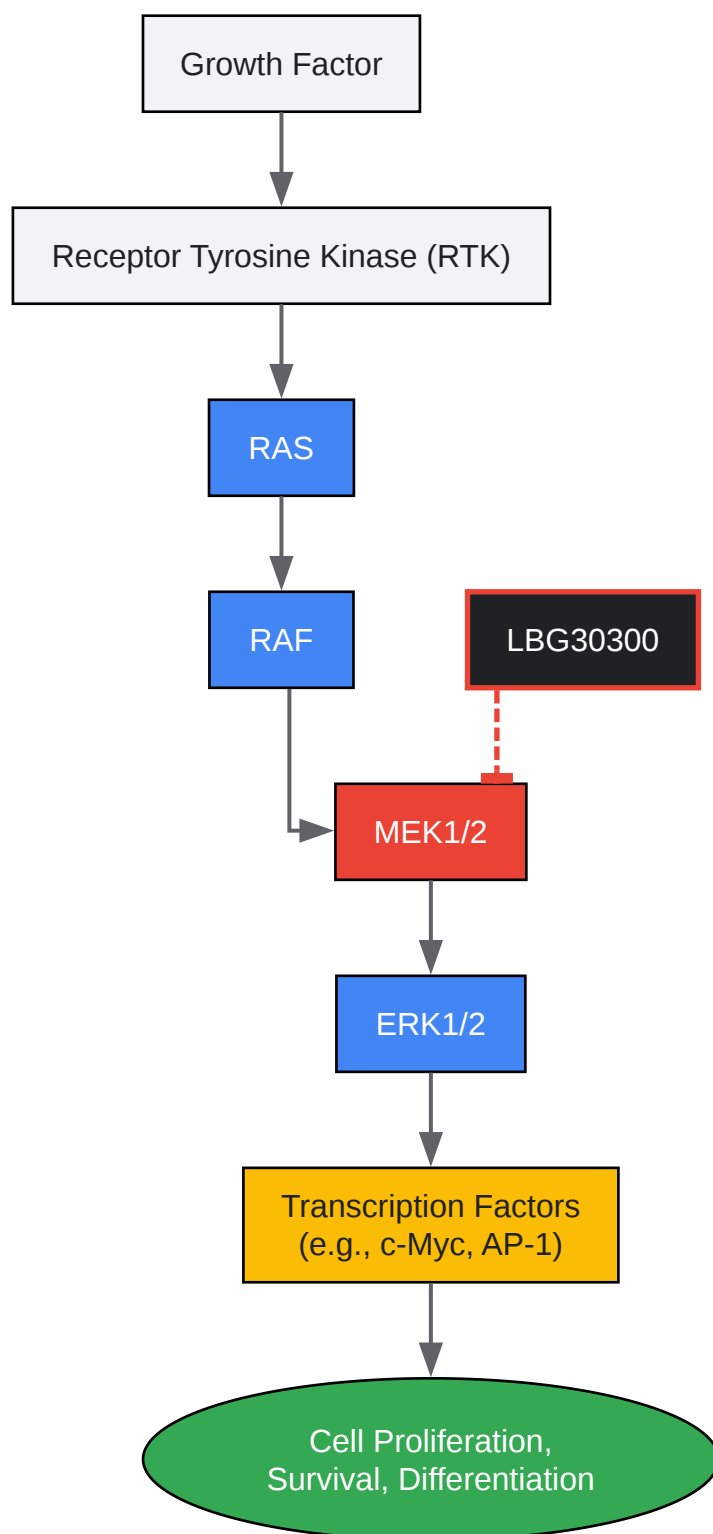 Growth Factor
Receptor Tyrosine Kinase (RTK)
RAS
RAF
LBG30300
MEK1/2
ERK1/2
Transcription Factors
(e.g., c-Myc, AP-1)
Cell Proliferation,
Survival, Differentiation